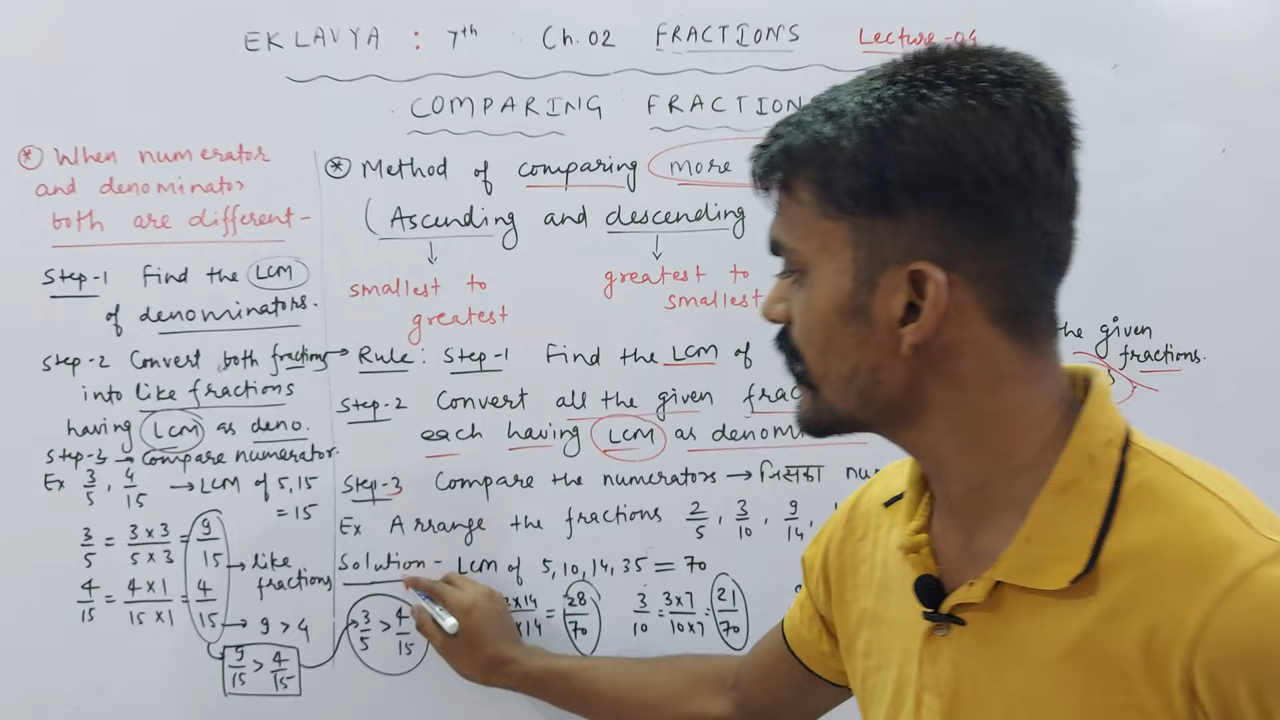 EKLAVYA : 7th Ch.02 FRACTIONS Lecture-04
COMPARING FRACTION
* When numerator
and denominator
both are different-
Step-1 Find the LCM
of denominators.
Step-2 Convert both fractions
into like fractions
having LCM as deno.
Step-3 → Compare numerator.
Ex 3/5, 4/15 → LCM of 5,15
= 15
3/5 = 3×3/5×3 = 9/15
→ like
fractions
4/15 = 4×1/15×1 = 4/15
→ 9 > 4
9/15 > 4/15
3/5 > 4/15
* Method of comparing more
(Ascending and descending
↓ ↓
smallest to
greatest
greatest to
smallest
Rule: Step-1 Find the LCM of
the given
fractions.
Step-2 Convert all the given
each having LCM as
Step-3 Compare the numerators → जिसका
Ex Arrange the fractions 2/5, 3/10, 9/14,
Solution - LCM of 5,10,14,35 = 70
×14/×14 = 28/70
3/10 = 3×7/10×7 = 21/70